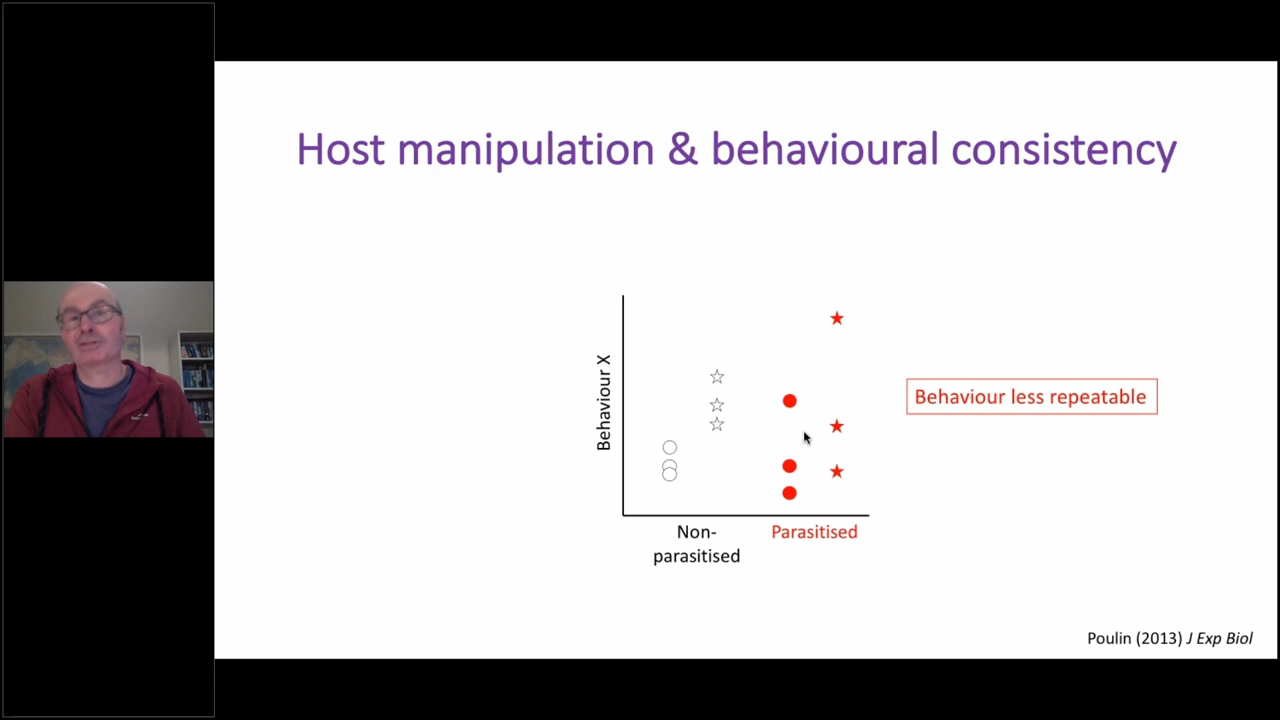 Host manipulation & behavioural consistency
Behaviour X
Behaviour less repeatable
Non-
parasitised
Parasitised
Poulin (2013) J Exp Biol